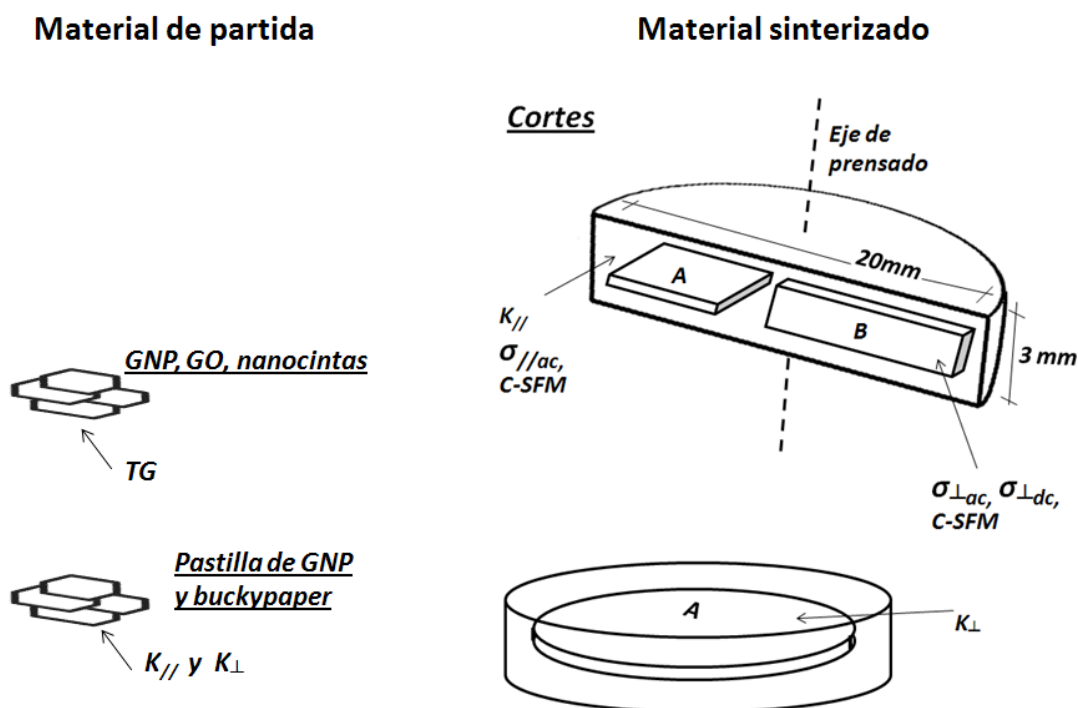 Material de partida
Material sinterizado
Cortes
Eje de
prensado
20mm
A
B
3 mm
K//
σ//ac,
C-SFM
σ⊥ac, σ⊥dc,
C-SFM
GNP, GO, nanocintas
TG
Pastilla de GNP
y buckypaper
K// y K⊥
A
K⊥